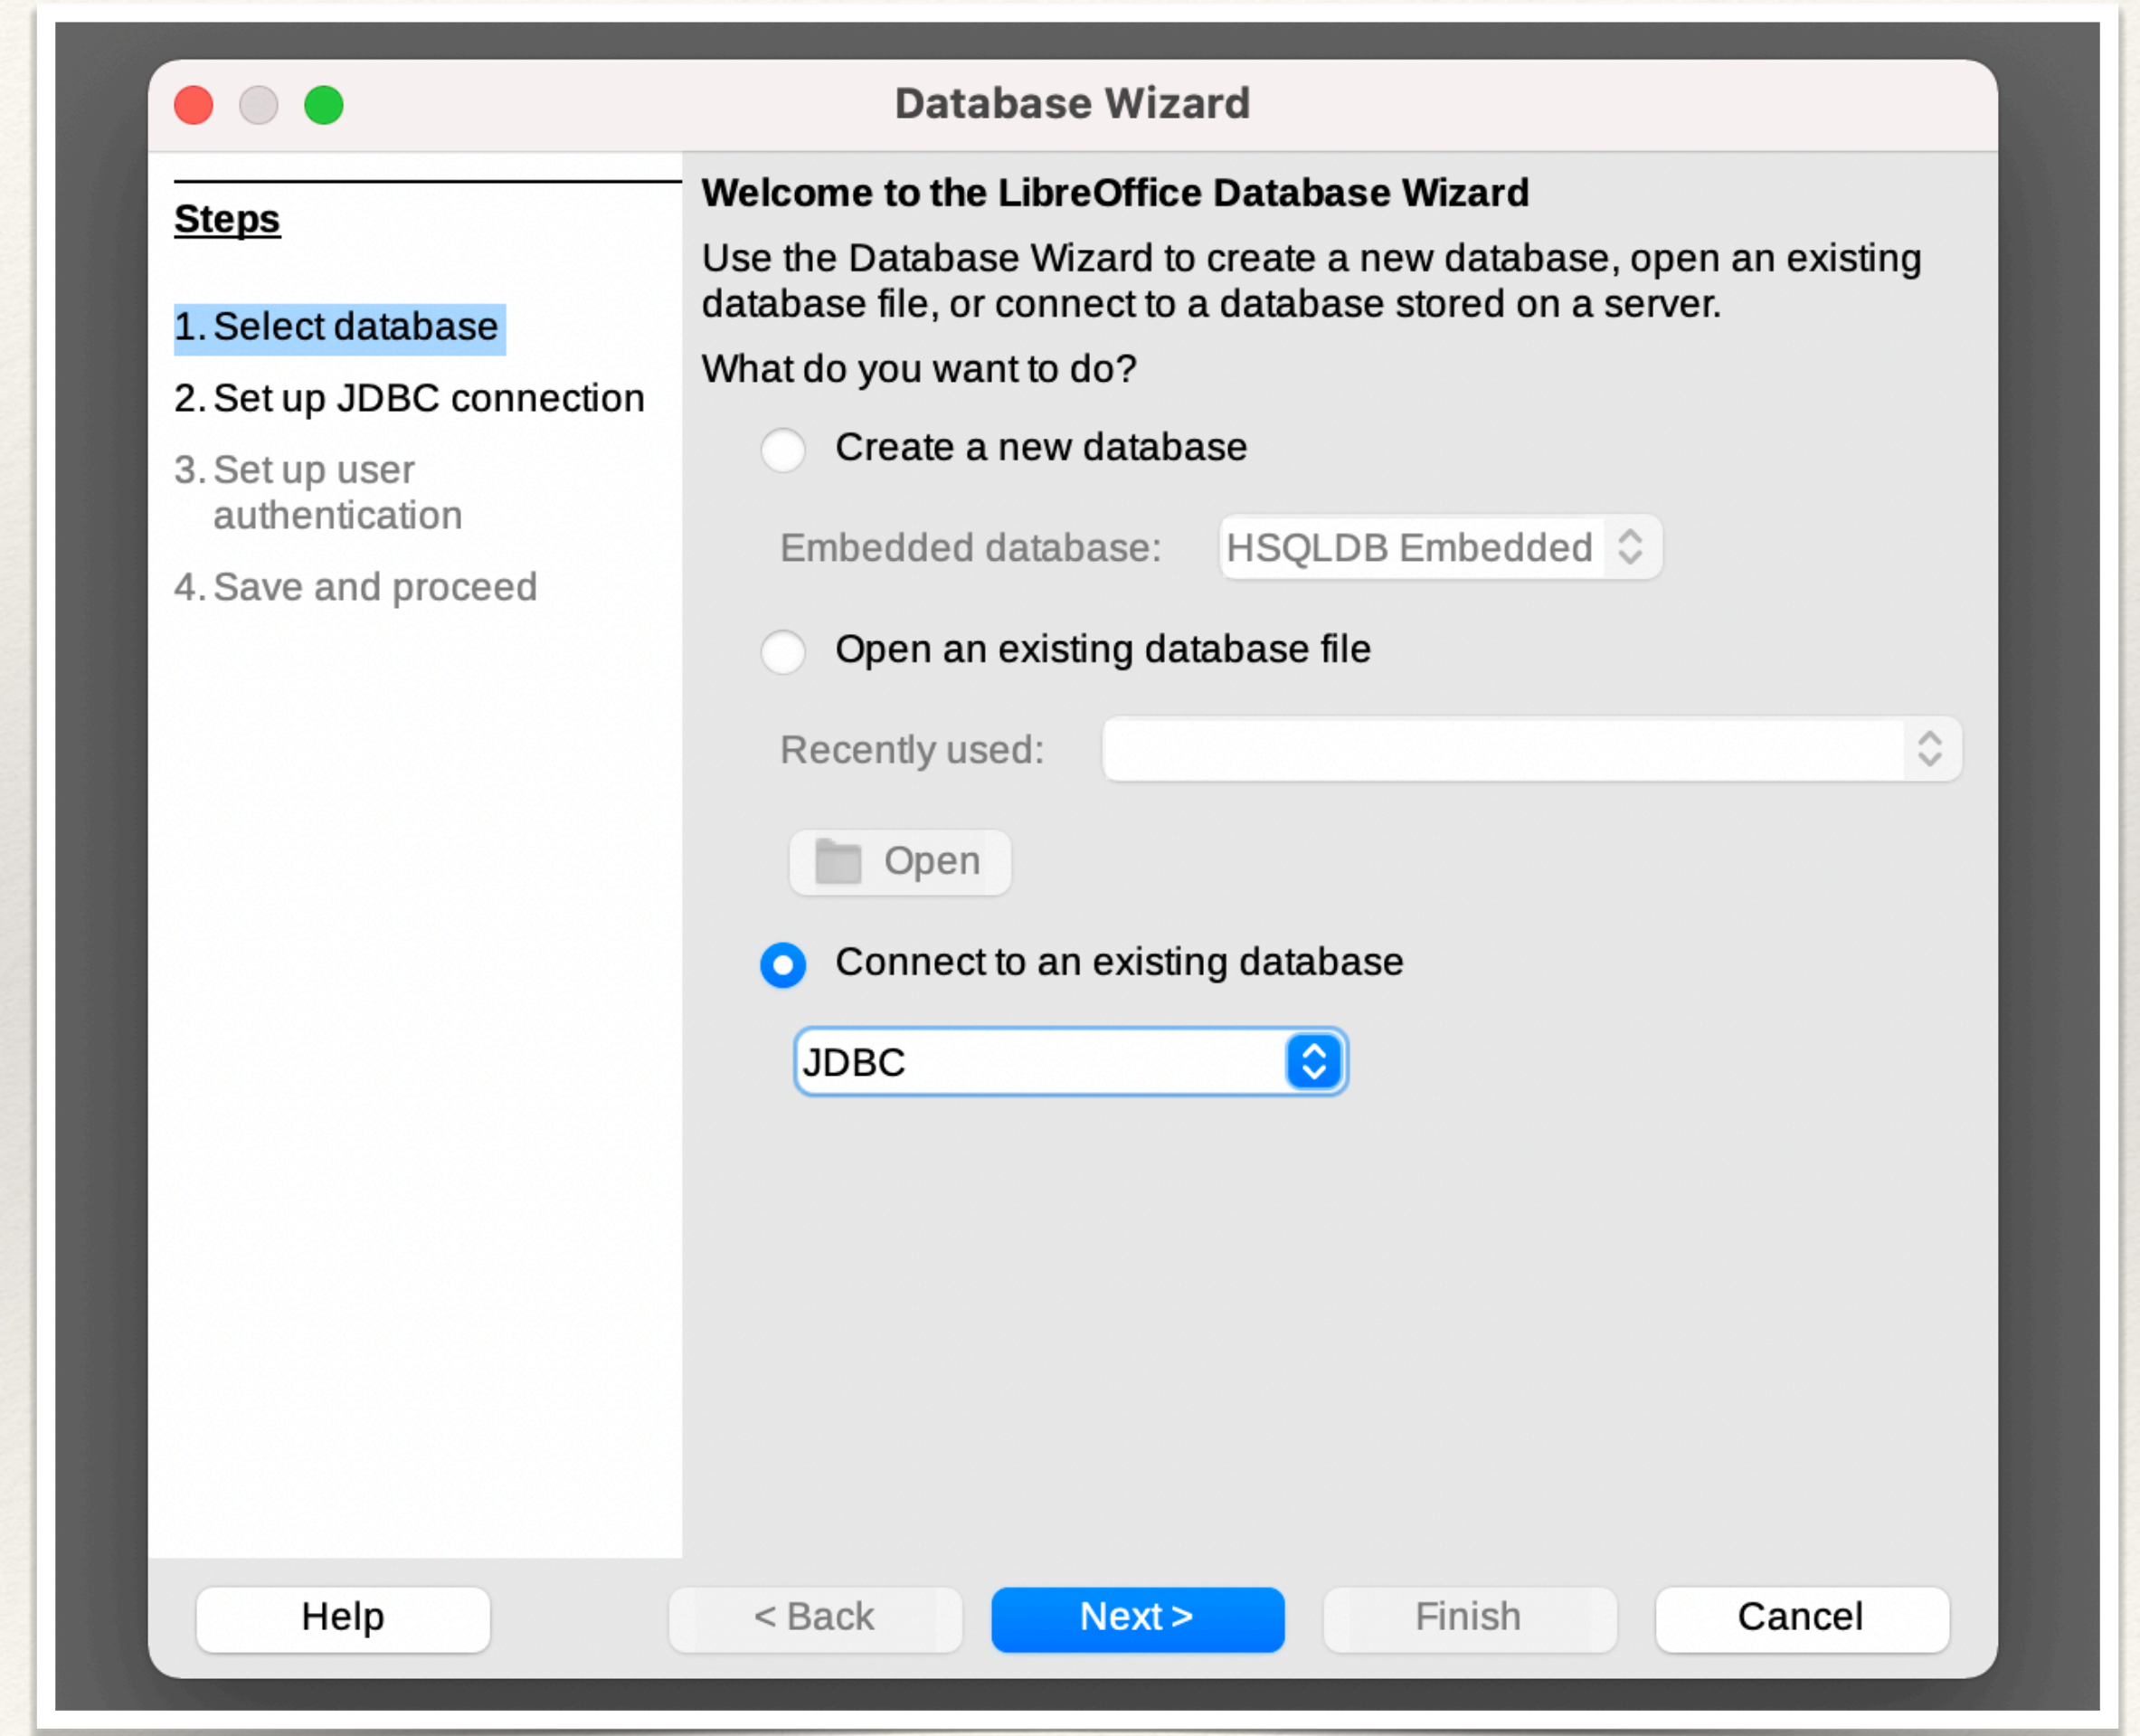 Database Wizard
Steps
1. Select database
2. Set up JDBC connection
3. Set up user
authentication
4. Save and proceed
Welcome to the LibreOffice Database Wizard
Use the Database Wizard to create a new database, open an existing
database file, or connect to a database stored on a server.
What do you want to do?
Create a new database
Embedded database: HSQLDB Embedded
Open an existing database file
Recently used:
Open
Connect to an existing database
JDBC
Help < Back Next > Finish Cancel